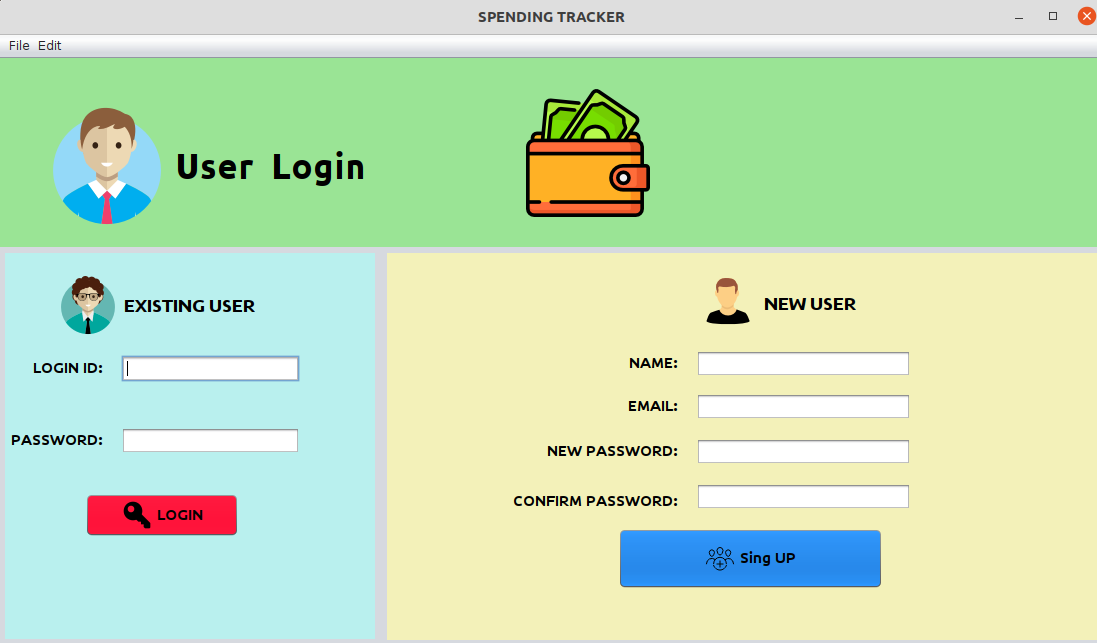 SPENDING TRACKER
File Edit
User Login
EXISTING USER
LOGIN ID:
PASSWORD:
LOGIN
NEW USER
NAME:
EMAIL:
NEW PASSWORD:
CONFIRM PASSWORD:
Sing UP